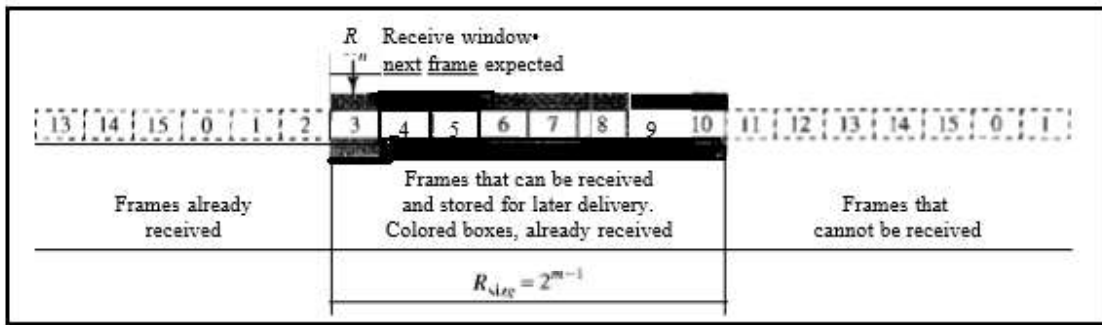 R Receive window•
n next frame expected
13 14 15 0 1 2 3 4 5 6 7 8 9 10 11 12 13 14 15 0 1
Frames already
received
Frames that can be received
and stored for later delivery.
Colored boxes, already received
Frames that
cannot be received
Rsize = 2^m-1